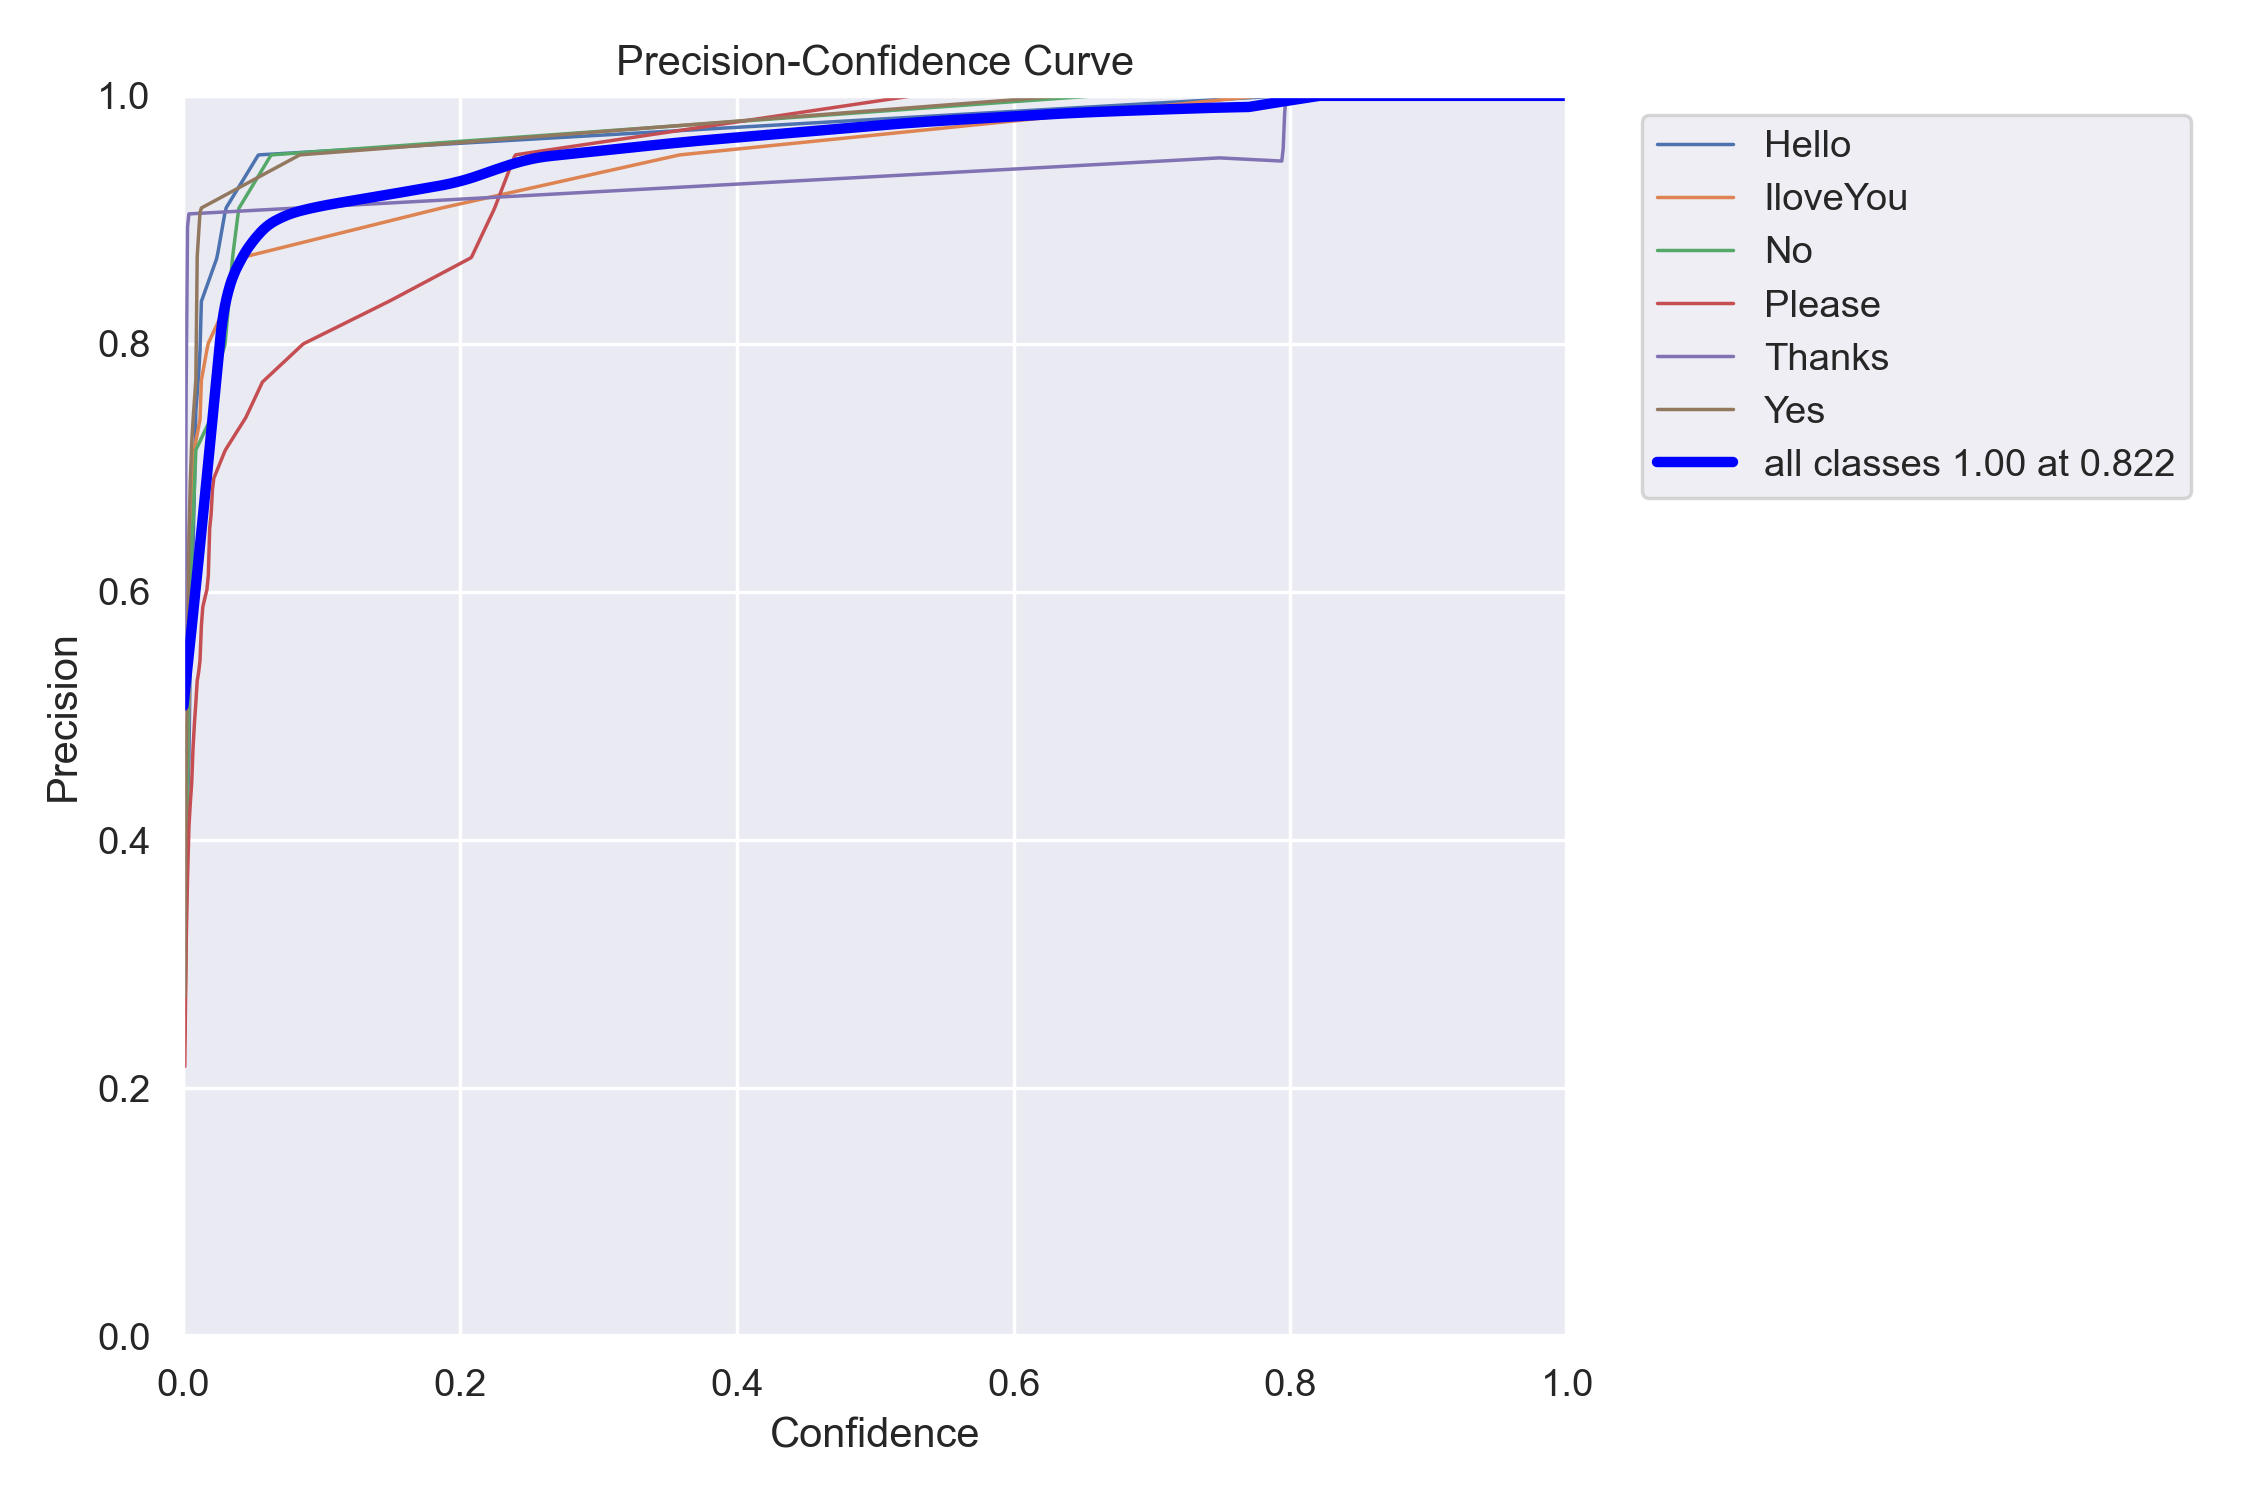 Precision-Confidence Curve
1.0
0.8
0.6
0.4
0.2
0.0
Precision
0.0 0.2 0.4 0.6 0.8 1.0
Confidence
Hello
IloveYou
No
Please
Thanks
Yes
all classes 1.00 at 0.822